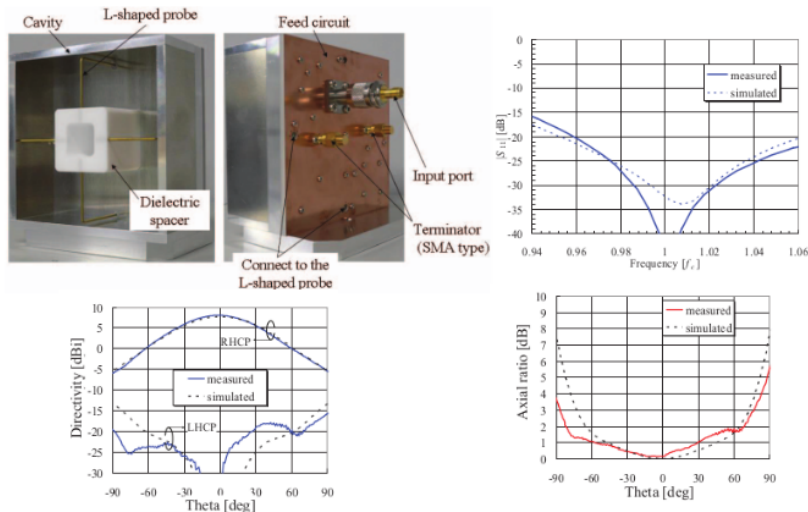 L-shaped probe
Cavity
Dielectric
spacer
Feed circuit
Input port
Terminator
(SMA type)
Connect to the
L-shaped probe
|S11| [dB]
0
-5
-10
-15
-20
-25
-30
-35
-40
measured
simulated
0.94
0.96
0.98
1
1.02
1.04
1.06
Frequency [fc]
Directivity [dBi]
10
5
0
-5
-10
-15
-20
-25
-30
RHCP
measured
simulated
LHCP
-90
-60
-30
0
30
60
90
Theta [deg]
Axial ratio [dB]
10
9
8
7
6
5
4
3
2
1
0
measured
simulated
-90
-60
-30
0
30
60
90
Theta [deg]